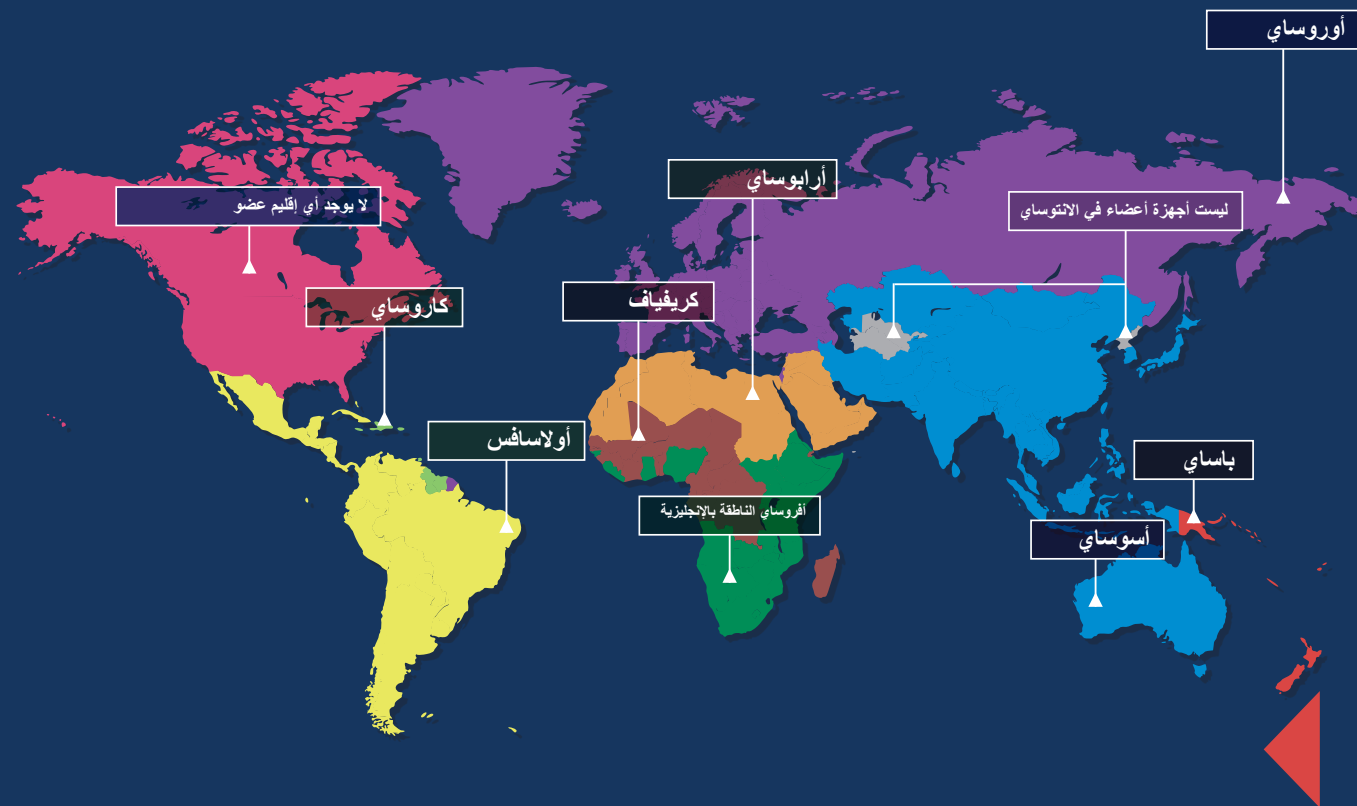 أوروساي
أرابوساي
لا يوجد أي إقليم عضو
ليست أجهزة أعضاء في الانتوساي
كريفياف
كاروساي
أولاسافس
باساي
أفروساي الناطقة بالإنجليزية
أسوساي